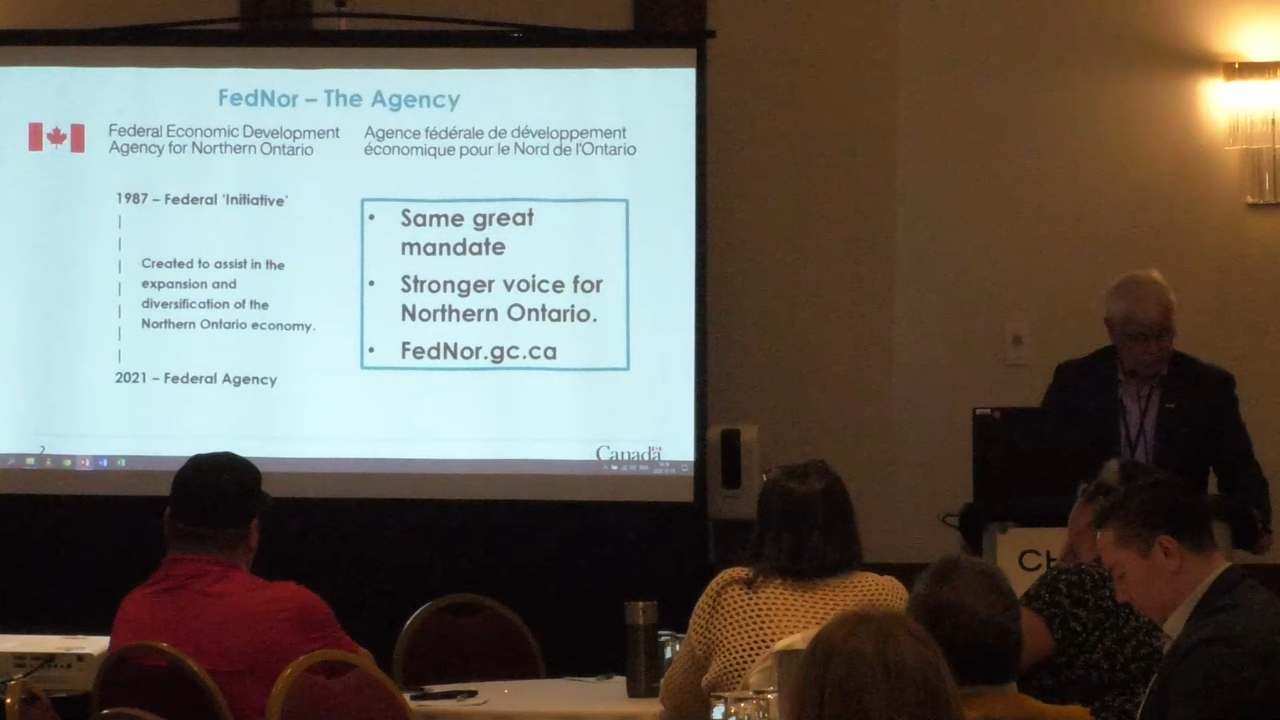 FedNor – The Agency
Federal Economic Development
Agency for Northern Ontario
Agence fédérale de développement
économique pour le Nord de l'Ontario
1987 – Federal 'Initiative'
Created to assist in the
expansion and
diversification of the
Northern Ontario economy.
2021 – Federal Agency
• Same great
mandate
• Stronger voice for
Northern Ontario.
• FedNor.gc.ca
2
Canada
CH